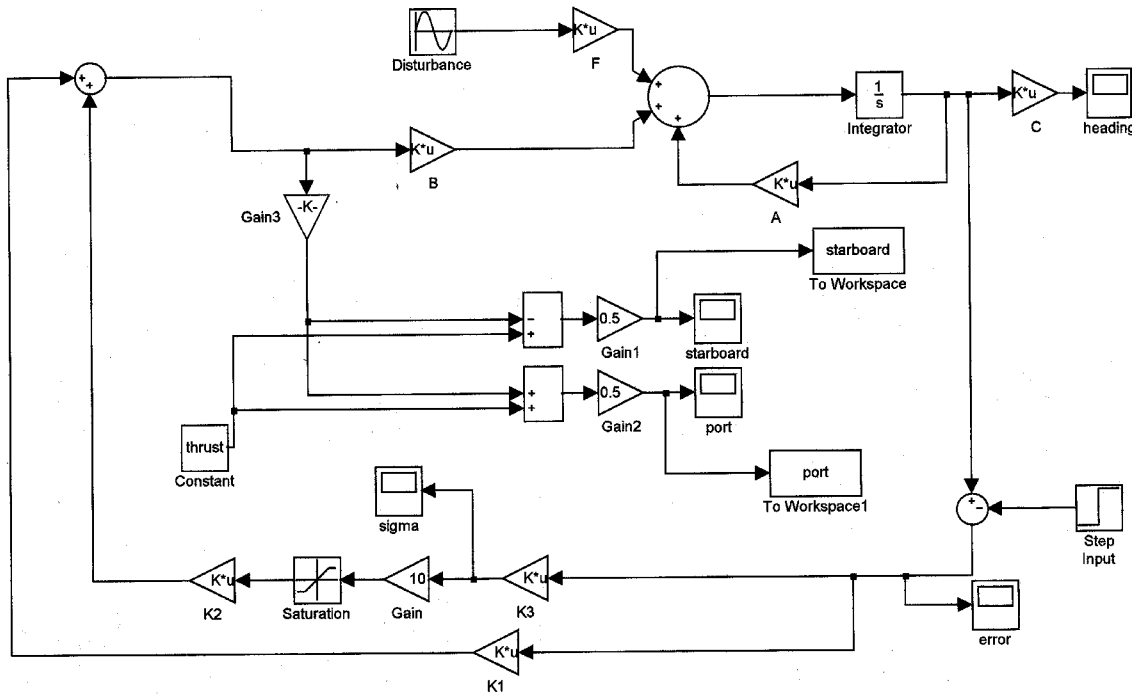 K*u
Disturbance
F
+
+
+
+
+
1
s
Integrator
K*u
C
heading
K*u
B
K*u
A
-K-
Gain3
starboard
To Workspace
−
+
0.5
Gain1
starboard
+
+
0.5
Gain2
port
thrust
Constant
port
To Workspace1
sigma
+
−
Step
Input
K*u
K2
Saturation
10
Gain
K*u
K3
error
K*u
K1